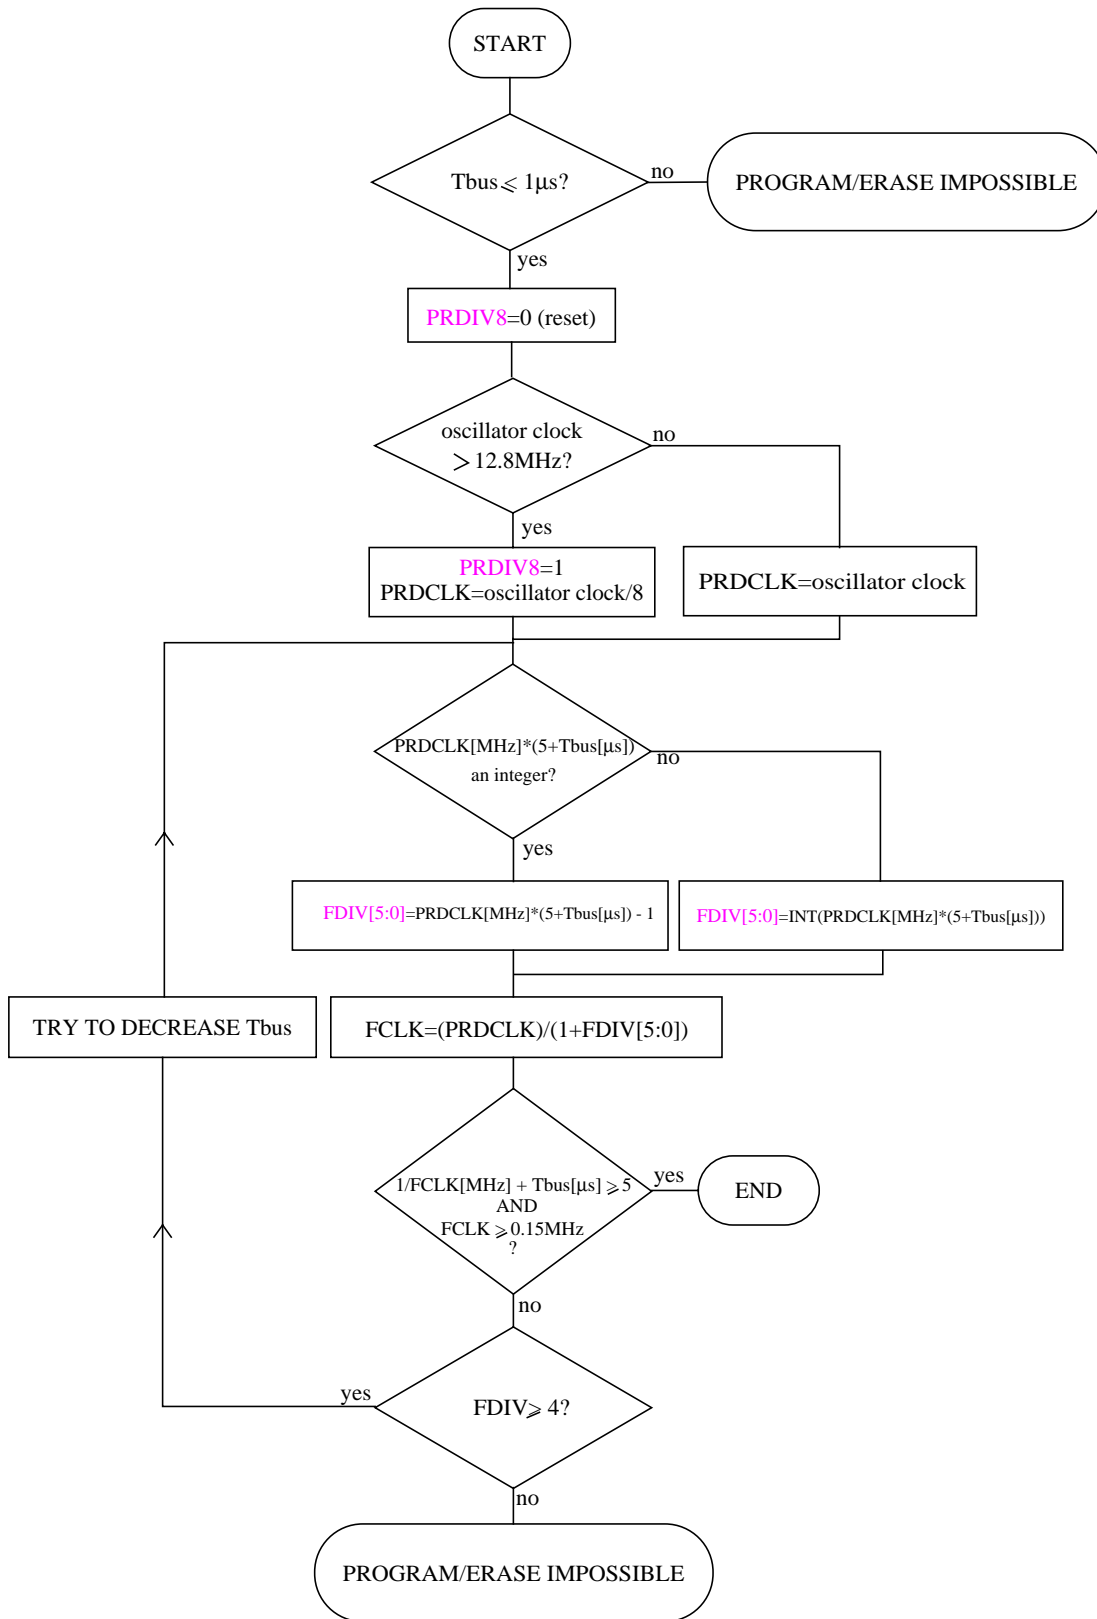 START
Tbus ⩽ 1μs?
no
PROGRAM/ERASE IMPOSSIBLE
yes
PRDIV8=0 (reset)
oscillator clock
> 12.8MHz?
no
yes
PRDIV8=1
PRDCLK=oscillator clock/8
PRDCLK=oscillator clock
PRDCLK[MHz]*(5+Tbus[μs])
an integer?
no
yes
FDIV[5:0]=PRDCLK[MHz]*(5+Tbus[μs]) - 1
FDIV[5:0]=INT(PRDCLK[MHz]*(5+Tbus[μs]))
TRY TO DECREASE Tbus
FCLK=(PRDCLK)/(1+FDIV[5:0])
1/FCLK[MHz] + Tbus[μs] ⩾ 5
AND
FCLK ⩾ 0.15MHz
?
yes
END
no
yes
FDIV ⩾ 4?
no
PROGRAM/ERASE IMPOSSIBLE